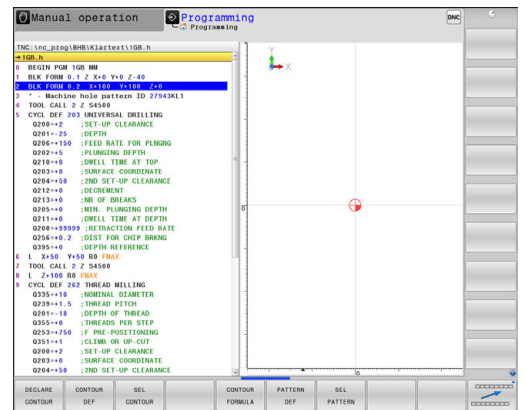 Manual operation
Programming
Programming
DNC
TNC:\nc_prog\BHB\Klartext\1GB.h
→1GB.h
0 BEGIN PGM 1GB MM
1 BLK FORM 0.1 Z X+0 Y+0 Z-40
2 BLK FORM 0.2 X+100 Y+100 Z+0
3 * - Machine hole pattern ID 27943KL1
4 TOOL CALL 2 Z S4500
5 CYCL DEF 203 UNIVERSAL DRILLING
Q200=+2 ;SET-UP CLEARANCE
Q201=-25 ;DEPTH
Q206=+150 ;FEED RATE FOR PLNGNG
Q202=+5 ;PLUNGING DEPTH
Q210=+0 ;DWELL TIME AT TOP
Q203=+0 ;SURFACE COORDINATE
Q204=+50 ;2ND SET-UP CLEARANCE
Q212=+0 ;DECREMENT
Q213=+0 ;NR OF BREAKS
Q205=+0 ;MIN. PLUNGING DEPTH
Q211=+0 ;DWELL TIME AT DEPTH
Q208=+99999 ;RETRACTION FEED RATE
Q256=+0.2 ;DIST FOR CHIP BRKNG
Q395=+0 ;DEPTH REFERENCE
6 L X+50 Y+50 R0 FMAX
7 TOOL CALL 2 Z S4500
8 L Z+100 R0 FMAX
9 CYCL DEF 262 THREAD MILLING
Q335=+10 ;NOMINAL DIAMETER
Q239=+1.5 ;THREAD PITCH
Q201=-18 ;DEPTH OF THREAD
Q355=+0 ;THREADS PER STEP
Q253=+750 ;F PRE-POSITIONING
Q351=+1 ;CLIMB OR UP-CUT
Q200=+2 ;SET-UP CLEARANCE
Q203=+0 ;SURFACE COORDINATE
Q204=+50 ;2ND SET-UP CLEARANCE
Y
X
0
0
DECLARE CONTOUR
CONTOUR DEF
SEL CONTOUR
CONTOUR FORMULA
PATTERN DEF
SEL PATTERN